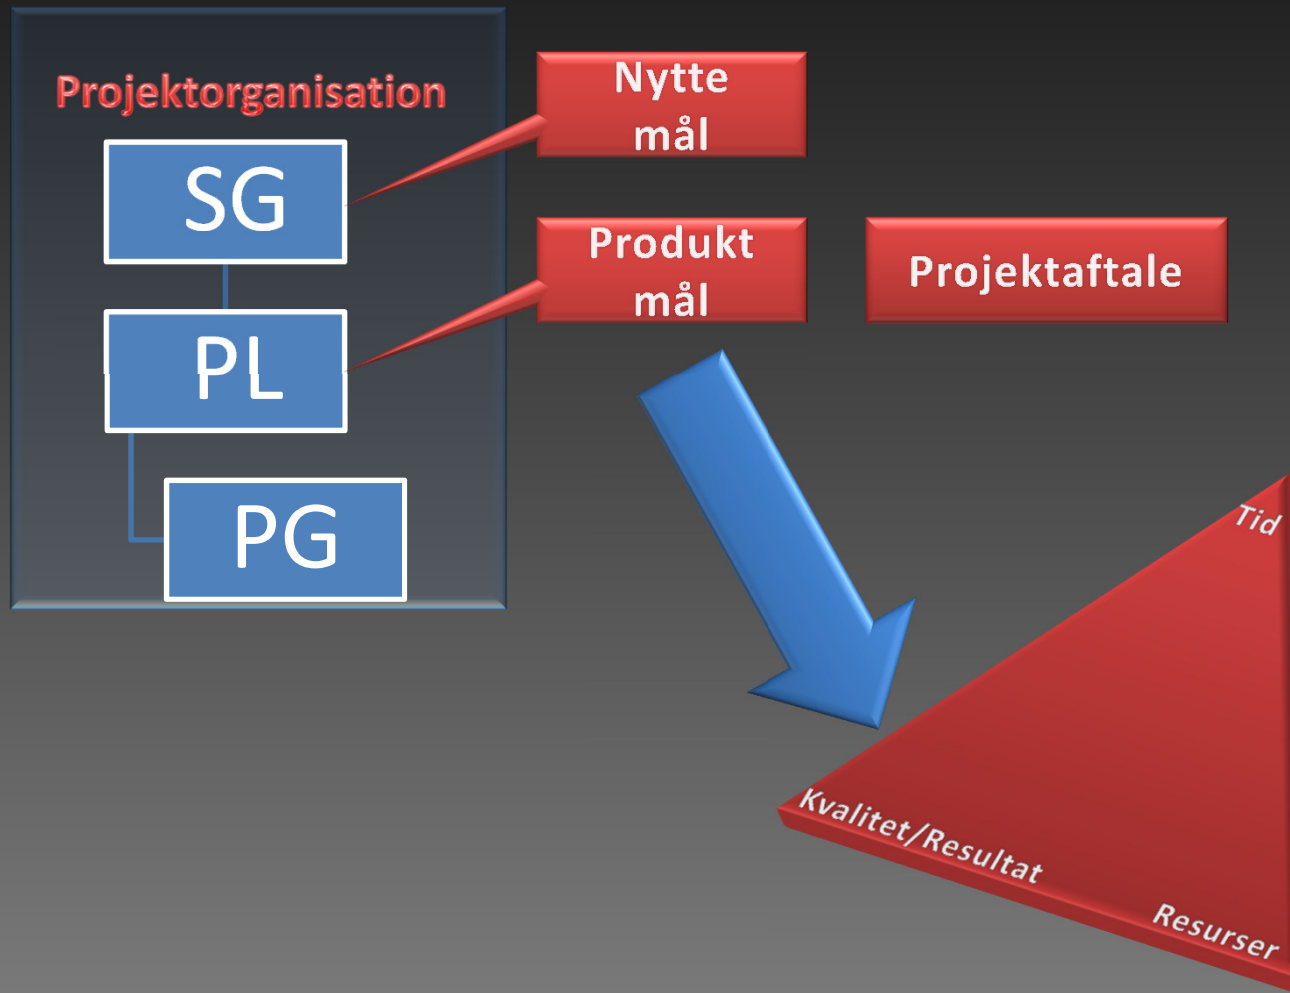 Projektorganisation
SG
PL
PG
Nytte
mål
Produkt
mål
Projektaftale
Tid
Kvalitet/Resultat
Resurser